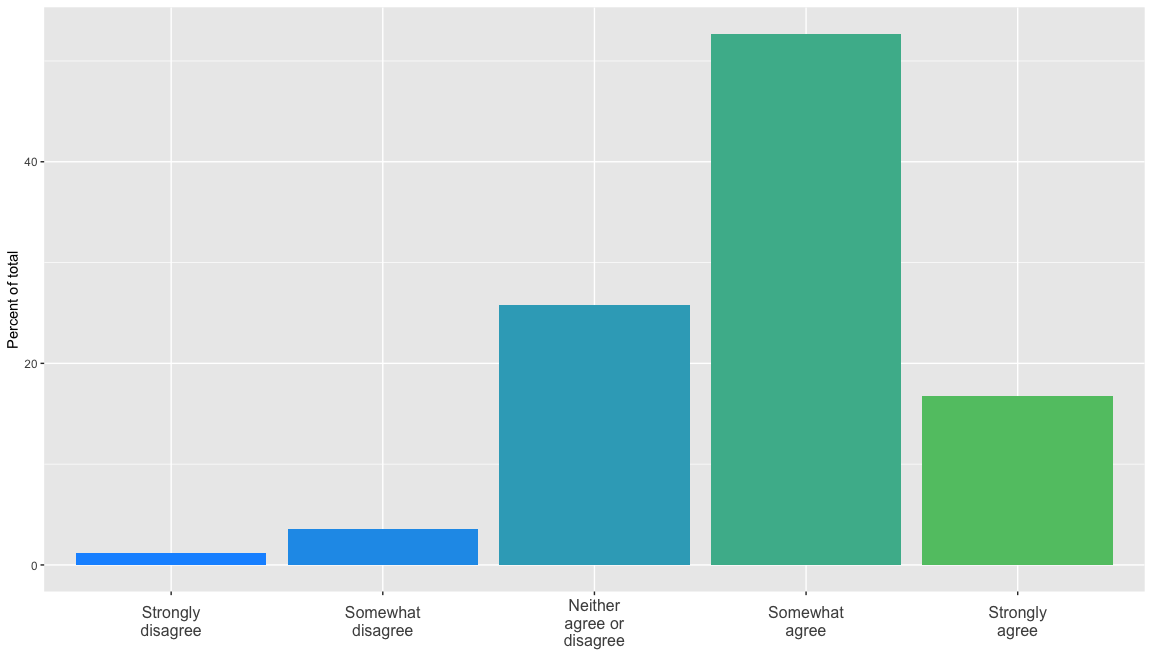 Percent of total
40
20
0
Strongly
disagree
Somewhat
disagree
Neither
agree or
disagree
Somewhat
agree
Strongly
agree